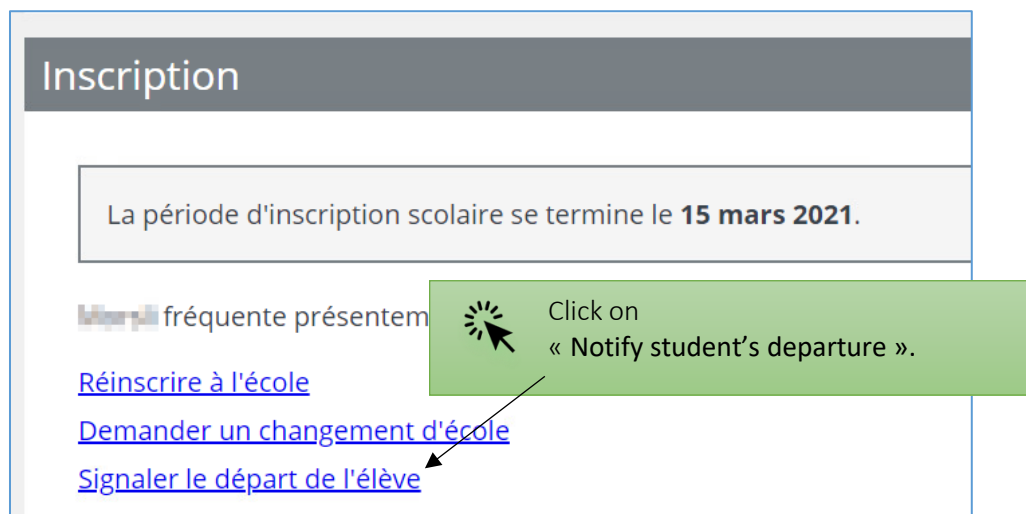 Inscription
La période d'inscription scolaire se termine le 15 mars 2021.
fréquente présentem
Click on
« Notify student’s departure ».
Réinscrire à l'école
Demander un changement d'école
Signaler le départ de l'élève